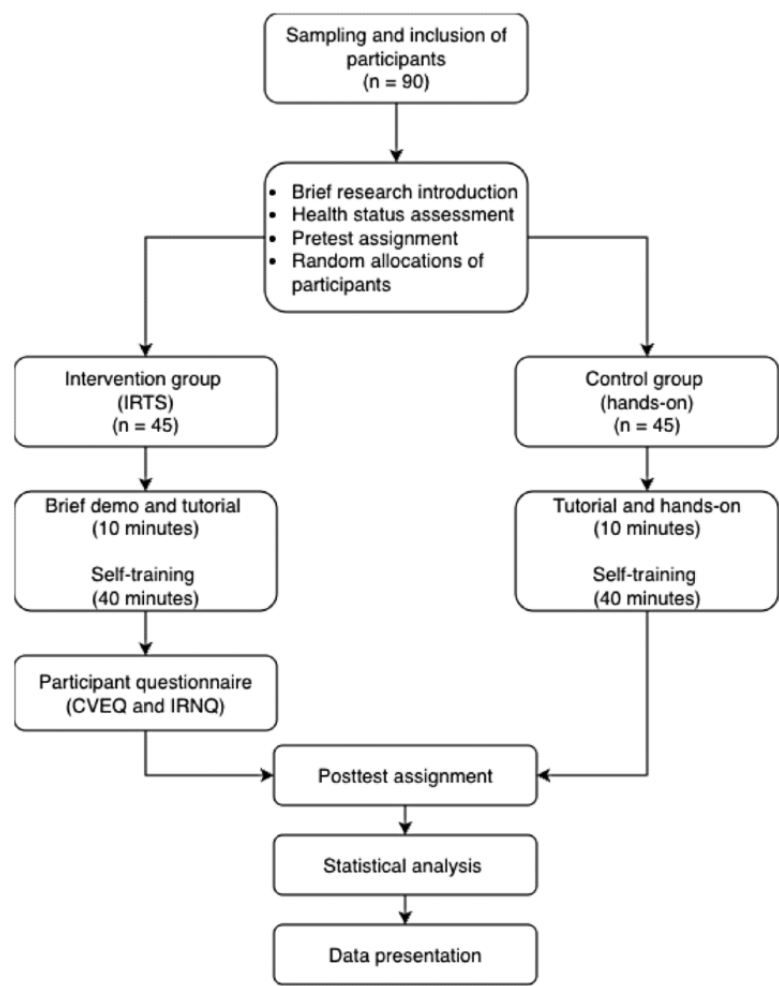 Sampling and inclusion of
participants
(n = 90)
• Brief research introduction
• Health status assessment
• Pretest assignment
• Random allocations of
participants
Intervention group
(IRTS)
(n = 45)
Control group
(hands-on)
(n = 45)
Brief demo and tutorial
(10 minutes)
Self-training
(40 minutes)
Tutorial and hands-on
(10 minutes)
Self-training
(40 minutes)
Participant questionnaire
(CVEQ and IRNQ)
Posttest assignment
Statistical analysis
Data presentation